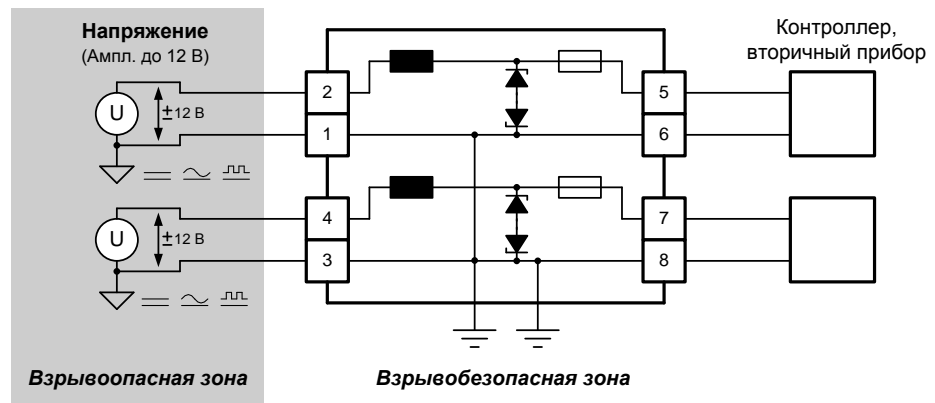 Напряжение
(Ампл. до 12 В)
Контроллер,
вторичный прибор
U
±12 В
2
1
5
6
U
±12 В
4
3
7
8
Взрывоопасная зона
Взрывобезопасная зона